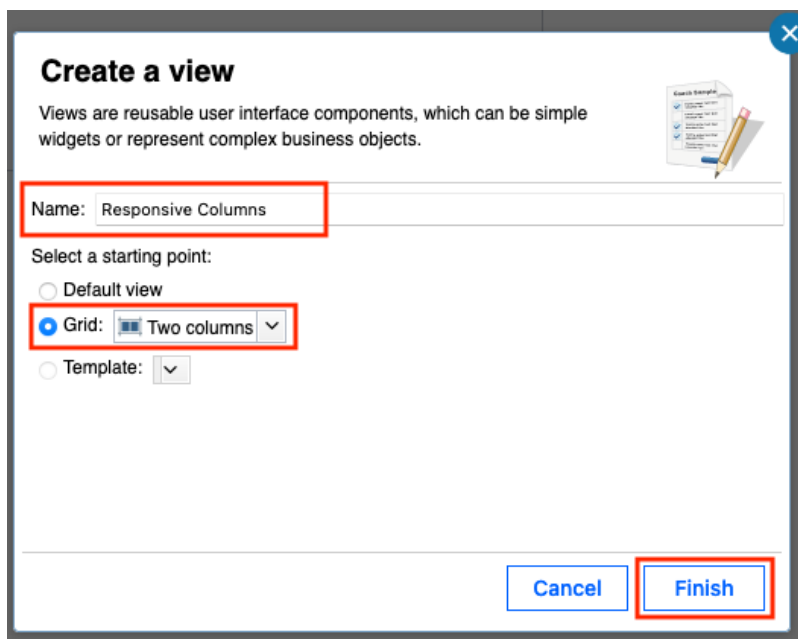 Create a view
Views are reusable user interface components, which can be simple
widgets or represent complex business objects.
Name: Responsive Columns
Select a starting point:
Default view
Grid: Two columns
Template:
Cancel
Finish